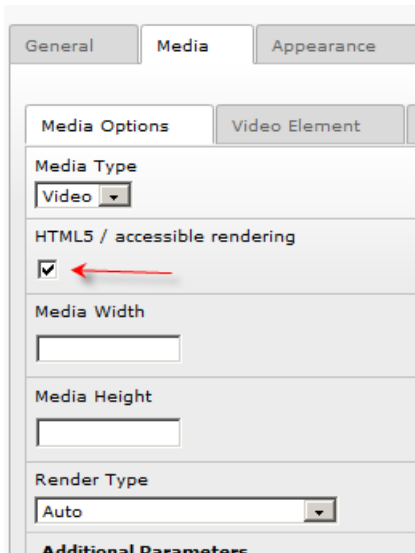 General Media Appearance
Media Options Video Element
Media Type
Video
HTML5 / accessible rendering
Media Width
Media Height
Render Type
Auto
Additional Parameters